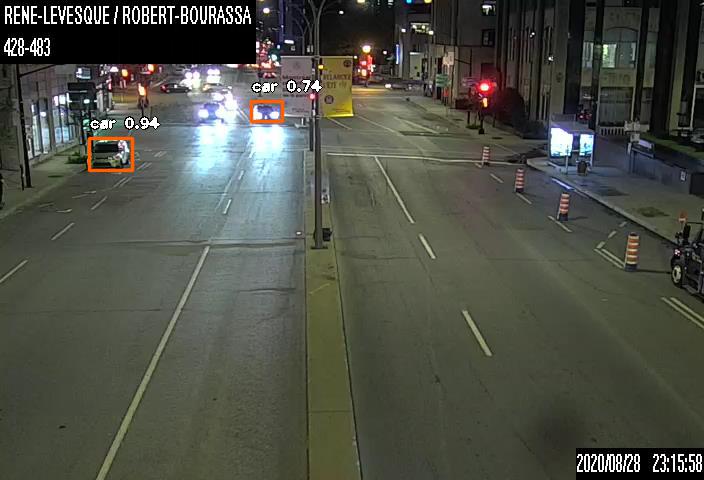 RENE-LEVESQUE / ROBERT-BOURASSA
428-483
car 0.74
car 0.94
2020/08/28 23:15:58